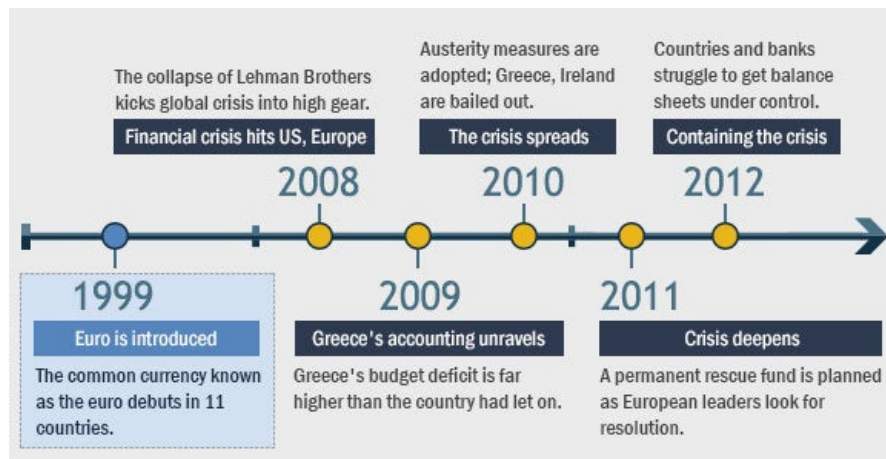 The collapse of Lehman Brothers
kicks global crisis into high gear.
Financial crisis hits US, Europe
2008
Austerity measures are
adopted; Greece, Ireland
are bailed out.
The crisis spreads
2010
Countries and banks
struggle to get balance
sheets under control.
Containing the crisis
2012
1999
Euro is introduced
The common currency known
as the euro debuts in 11
countries.
2009
Greece's accounting unravels
Greece's budget deficit is far
higher than the country had let on.
2011
Crisis deepens
A permanent rescue fund is planned
as European leaders look for
resolution.